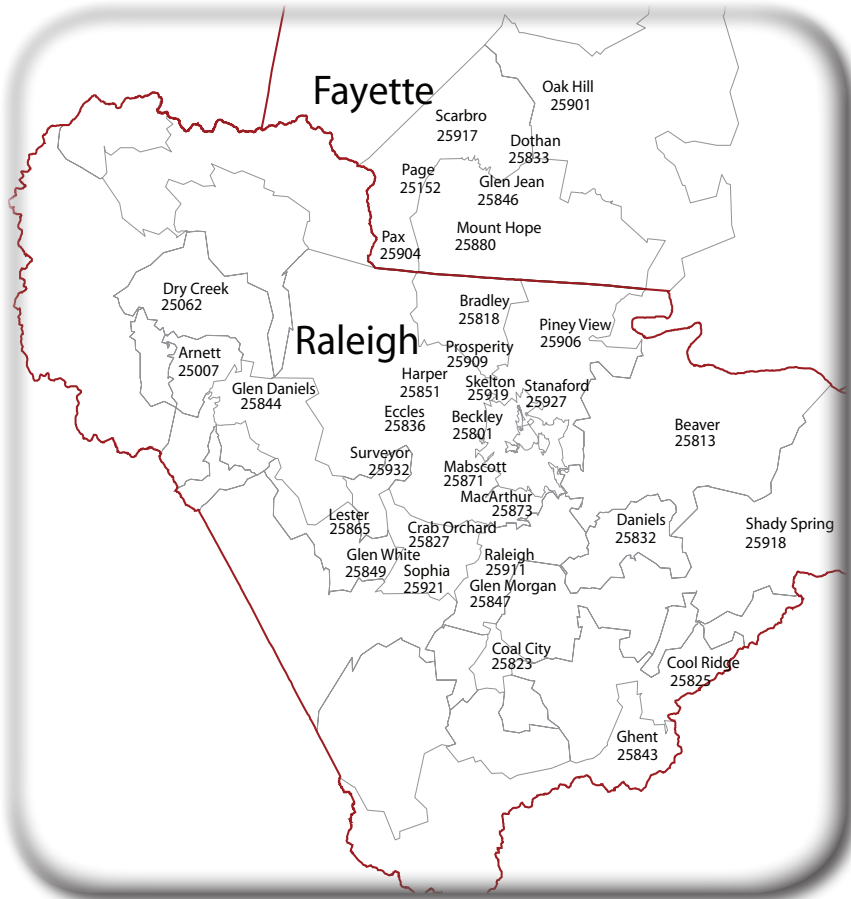 Fayette
Oak Hill
25901
Scarbro
25917
Dothan
25833
Page
25152
Glen Jean
25846
Mount Hope
25880
Pax
25904
Dry Creek
25062
Raleigh
Bradley
25818
Piney View
25906
Prosperity
25909
Arnett
25007
Glen Daniels
25844
Harper
25851
Skelton
25919
Stanaford
25927
Eccles
25836
Beckley
25801
Beaver
25813
Surveyor
25932
Mabscott
25871
MacArthur
25873
Lester
25865
Crab Orchard
25827
Daniels
25832
Shady Spring
25918
Glen White
25849
Sophia
25921
Raleigh
25911
Glen Morgan
25847
Coal City
25823
Cool Ridge
25825
Ghent
25843